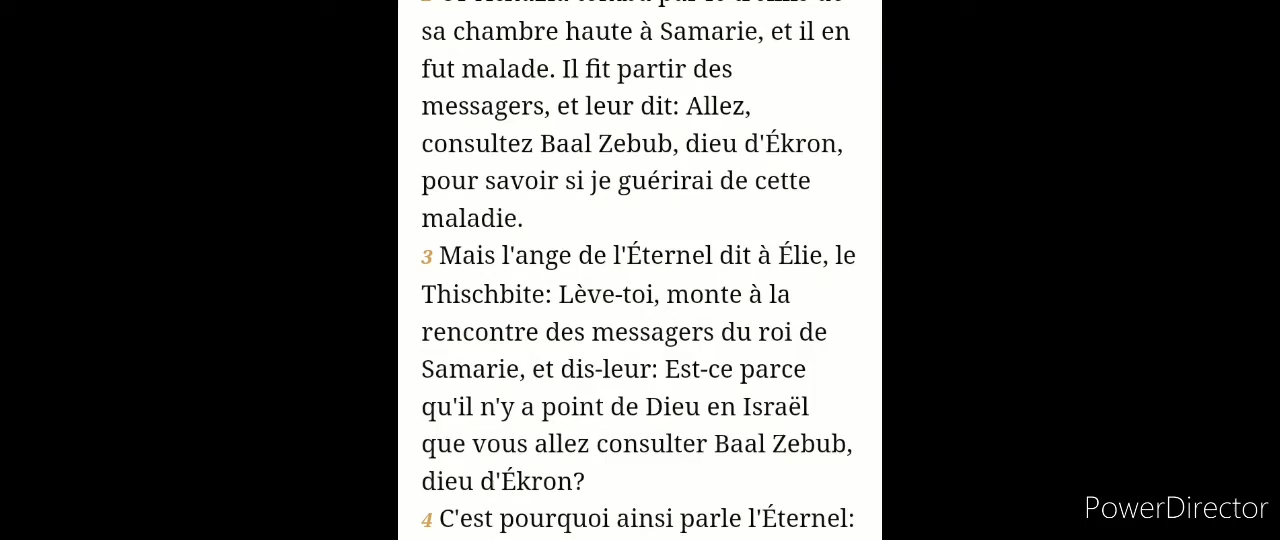 sa chambre haute à Samarie, et il en
fut malade. Il fit partir des
messagers, et leur dit: Allez,
consultez Baal Zebub, dieu d'Ékron,
pour savoir si je guérirai de cette
maladie.
3 Mais l'ange de l'Éternel dit à Élie, le
Thischbite: Lève-toi, monte à la
rencontre des messagers du roi de
Samarie, et dis-leur: Est-ce parce
qu'il n'y a point de Dieu en Israël
que vous allez consulter Baal Zebub,
dieu d'Ékron?
4 C'est pourquoi ainsi parle l'Éternel:
PowerDirector